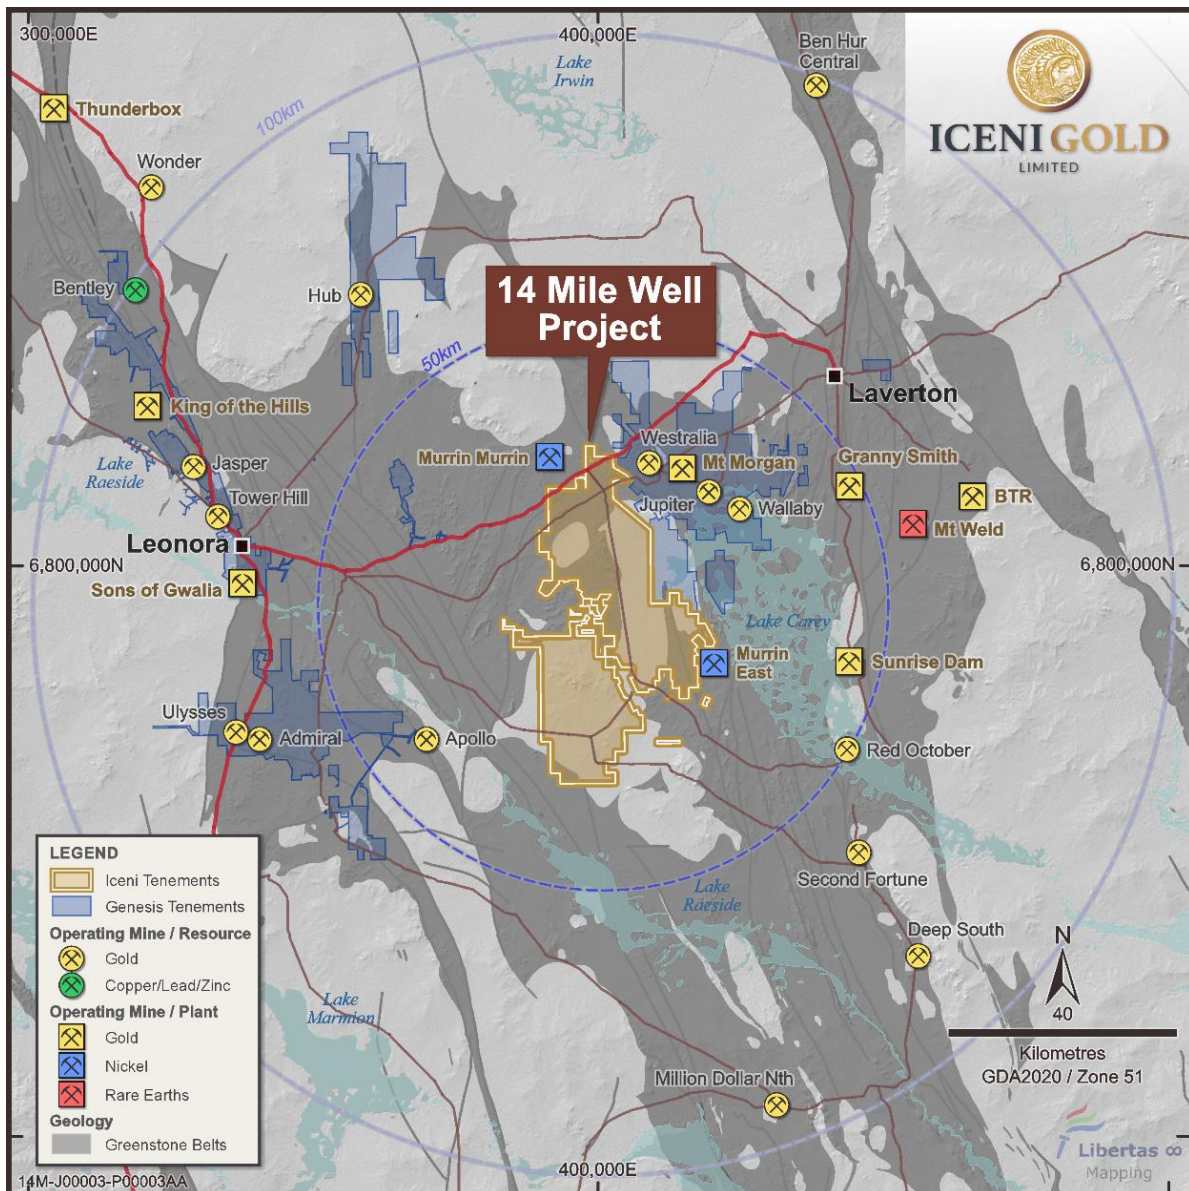 300,000E
400,000E
Ben Hur
Central
Lake
Irwin
ICENI GOLD
LIMITED
100km
Thunderbox
Wonder
Bentley
Hub
14 Mile Well
Project
50km
Laverton
King of the Hills
Westralia
Murrin Murrin
Mt Morgan
Granny Smith
Lake
Raeside
Jasper
Tower Hill
Jupiter
Wallaby
BTR
Mt Weld
Leonora
6,800,000N
6,800,000N
Sons of Gwalia
Lake Carey
Murrin
East
Sunrise Dam
Ulysses
Admiral
Apollo
Red October
LEGEND
Iceni Tenements
Genesis Tenements
Operating Mine / Resource
Gold
Copper/Lead/Zinc
Operating Mine / Plant
Gold
Nickel
Rare Earths
Geology
Greenstone Belts
Second Fortune
Lake
Raeside
Deep South
N
40
Kilometres
GDA2020 / Zone 51
Lake
Marmion
Million Dollar Nth
Libertas ∞
Mapping
400,000E
14M-J00003-P00003AA